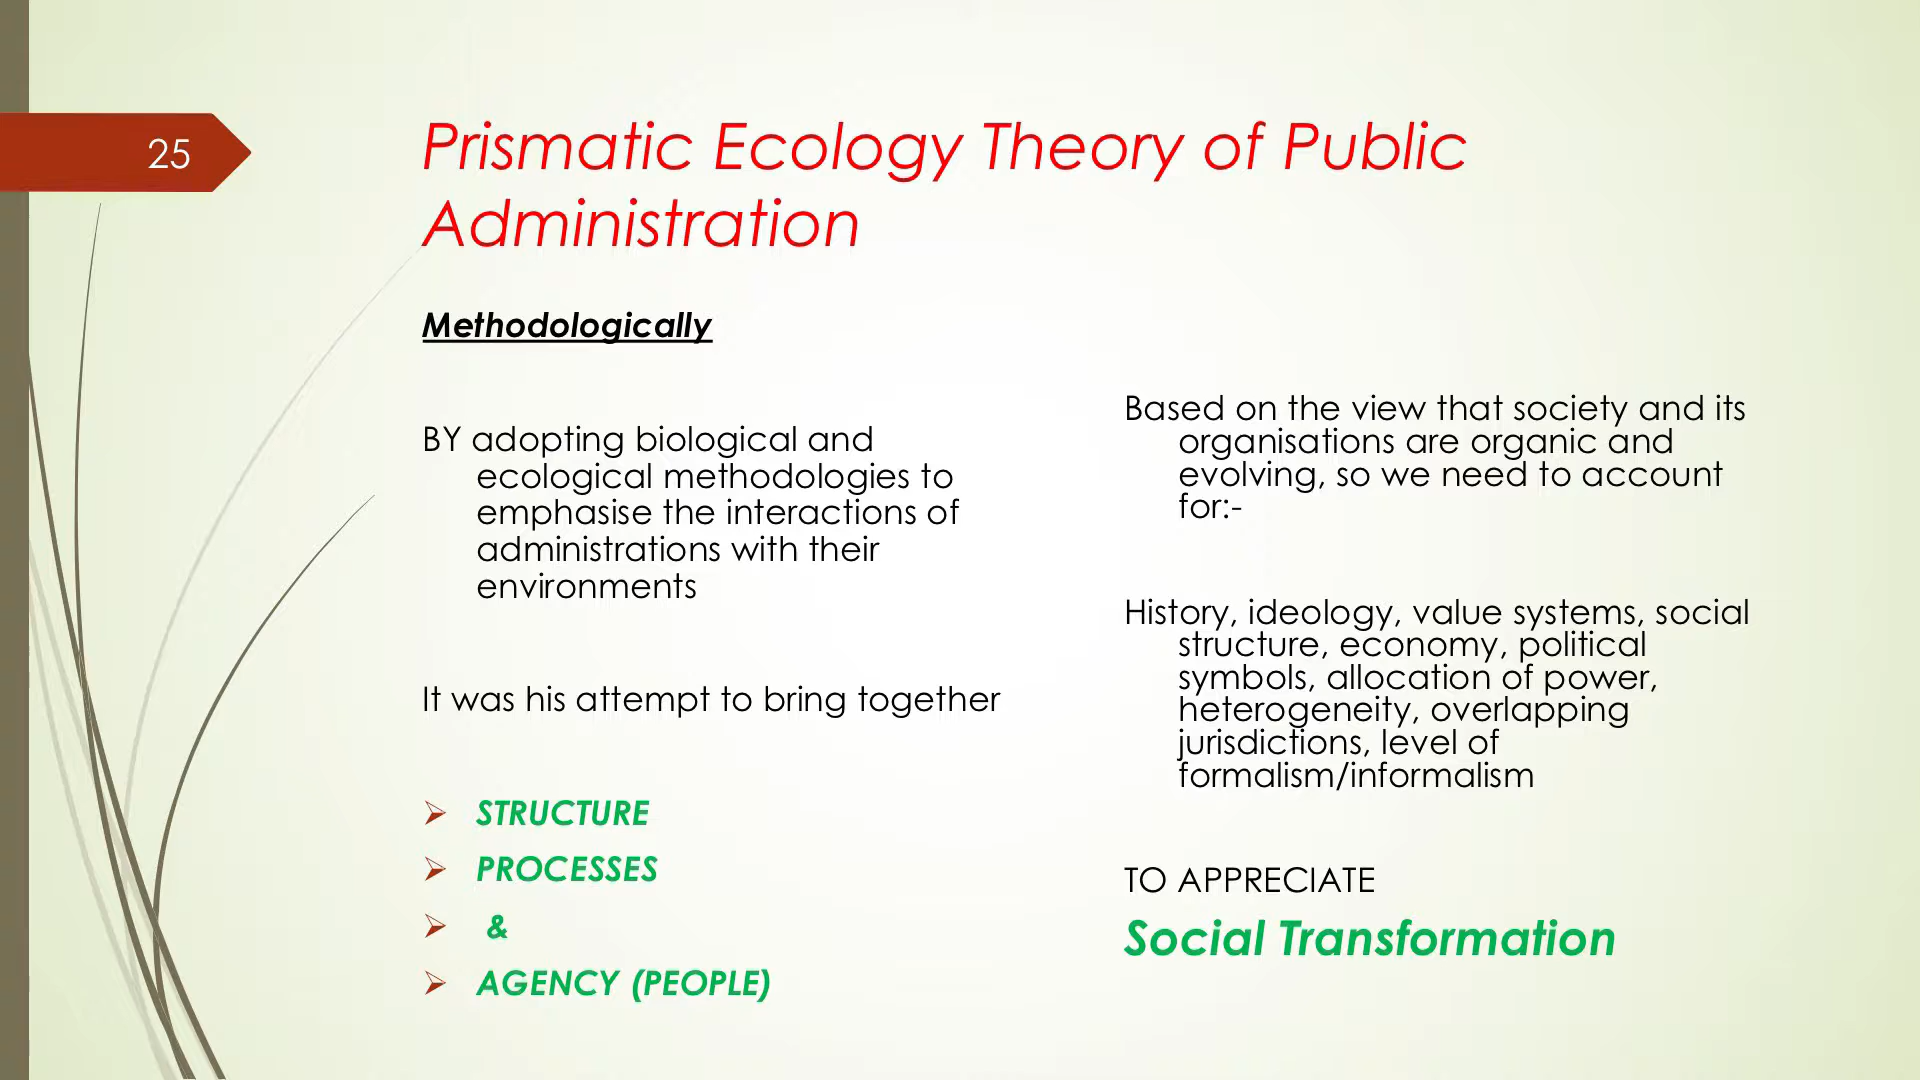 25
Prismatic Ecology Theory of Public
Administration
Methodologically
BY adopting biological and
ecological methodologies to
emphasise the interactions of
administrations with their
environments
It was his attempt to bring together
STRUCTURE
PROCESSES
&
AGENCY (PEOPLE)
Based on the view that society and its
organisations are organic and
evolving, so we need to account
for:-
History, ideology, value systems, social
structure, economy, political
symbols, allocation of power,
heterogeneity, overlapping
jurisdictions, level of
formalism/informalism
TO APPRECIATE
Social Transformation